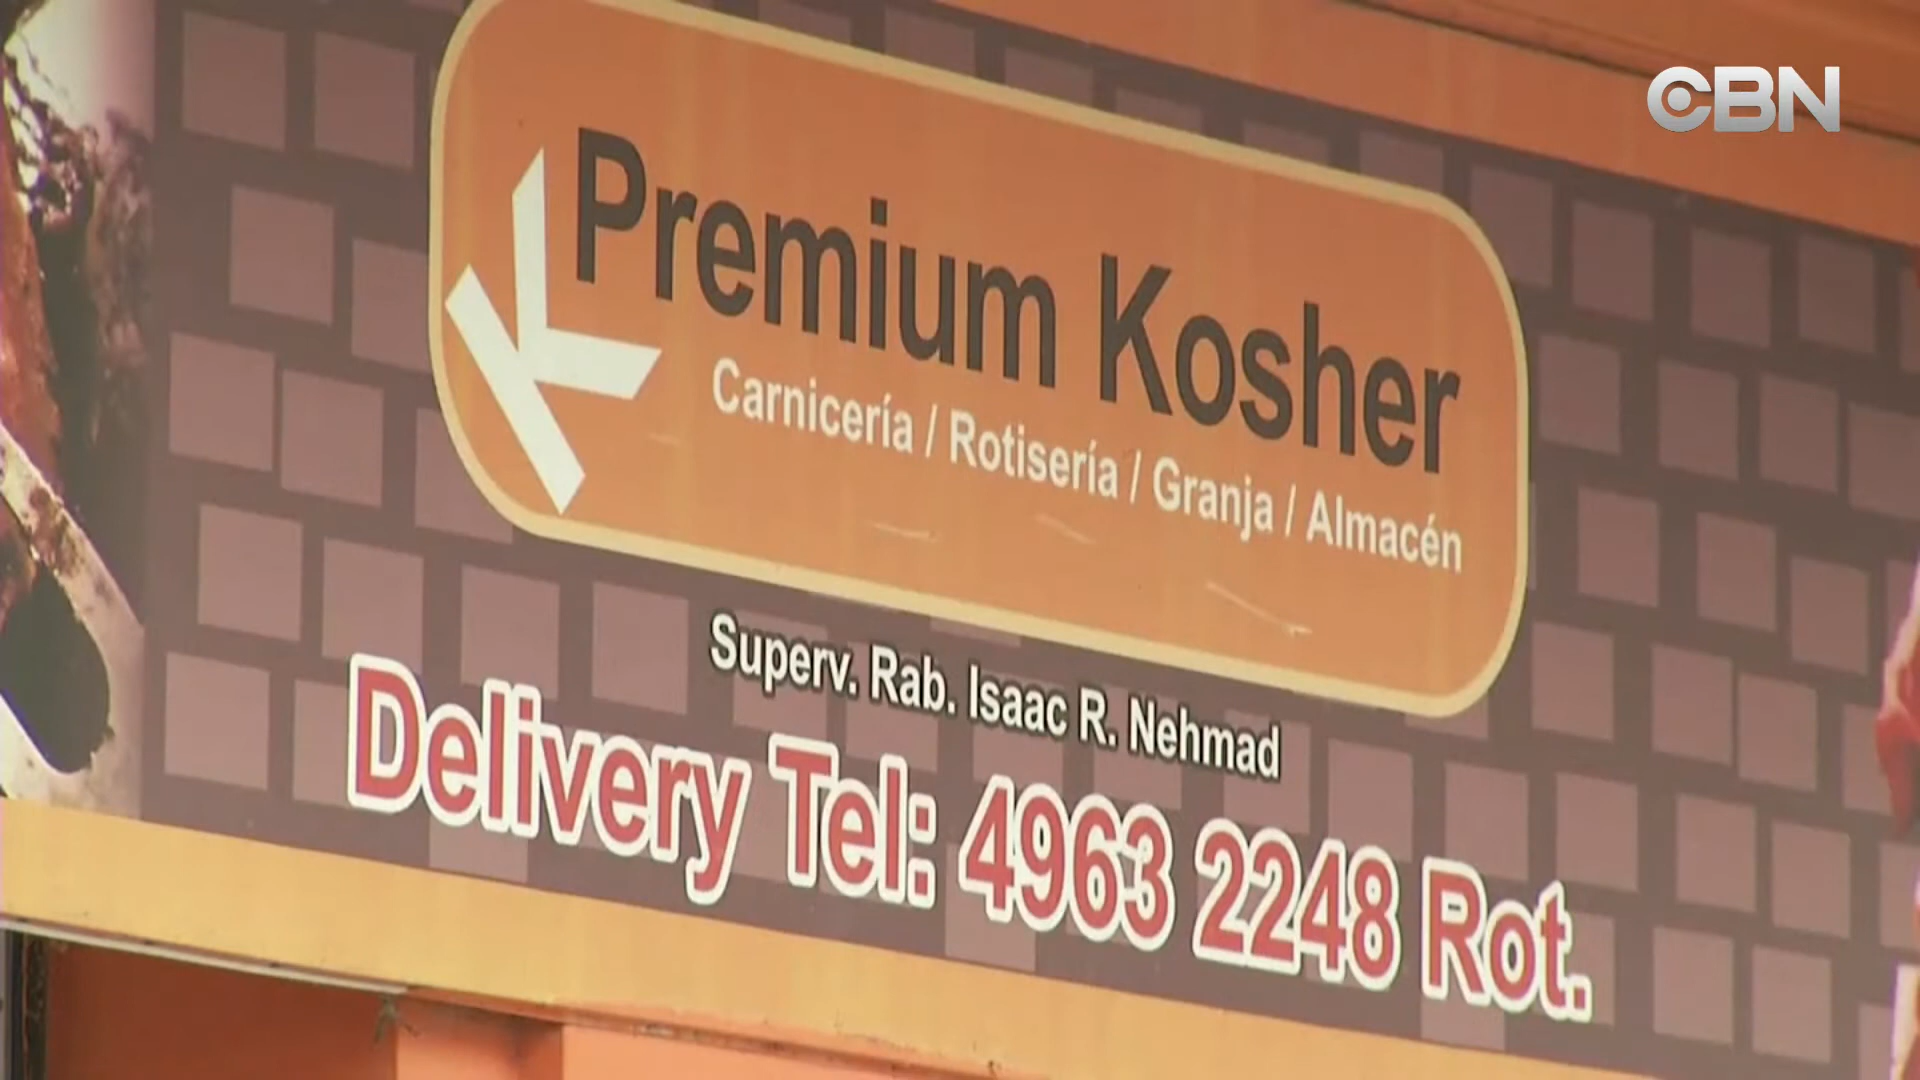 CBN
Premium Kosher
Carnicería / Rotisería / Granja / Almacén
Superv. Rab. Isaac R. Nehmad
Delivery Tel: 4963 2248 Rot.